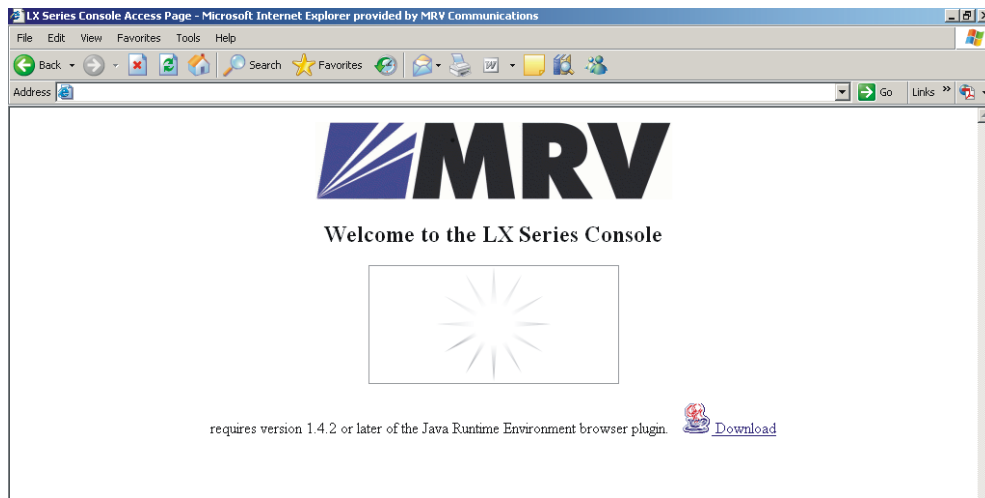 LX Series Console Access Page - Microsoft Internet Explorer provided by MRV Communications
File Edit View Favorites Tools Help
Back Search Favorites W
Address Go Links »
MRV
Welcome to the LX Series Console
requires version 1.4.2 or later of the Java Runtime Environment browser plugin. Download